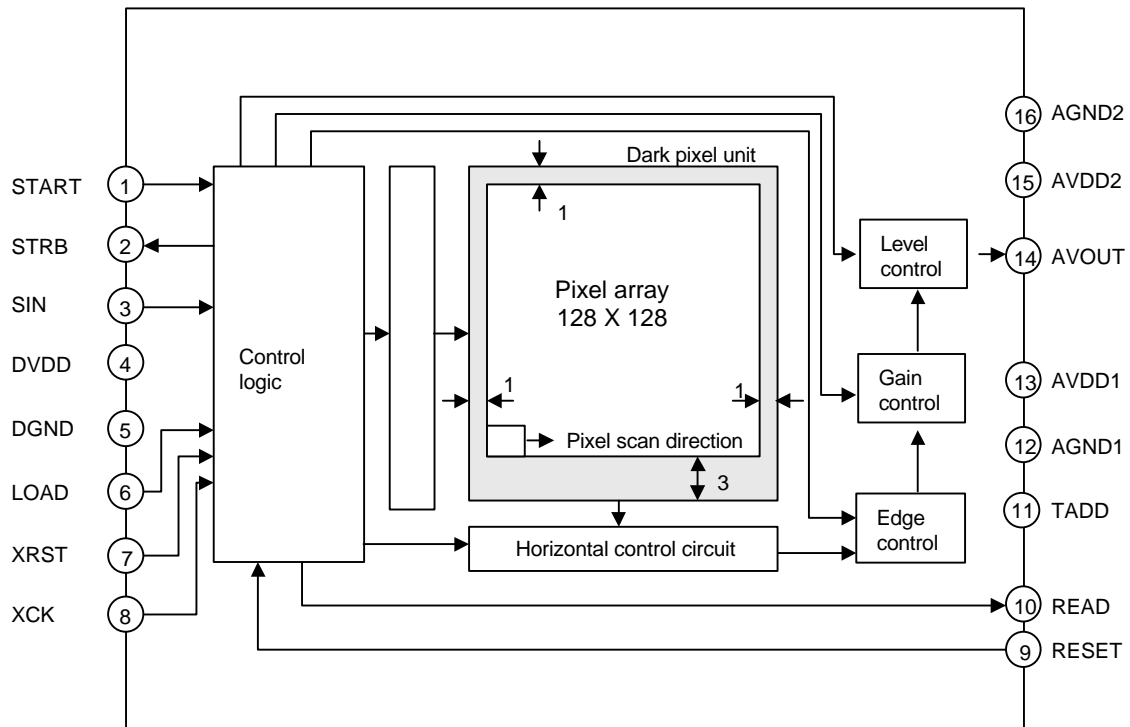 START
1
STRB
2
SIN
3
DVDD
4
DGND
5
LOAD
6
XRST
7
XCK
8
Control
logic
Dark pixel unit
1
Pixel array
128 X 128
1
1
Pixel scan direction
3
Horizontal control circuit
Level
control
Gain
control
Edge
control
16
AGND2
15
AVDD2
14
AVOUT
13
AVDD1
12
AGND1
11
TADD
10
READ
9
RESET